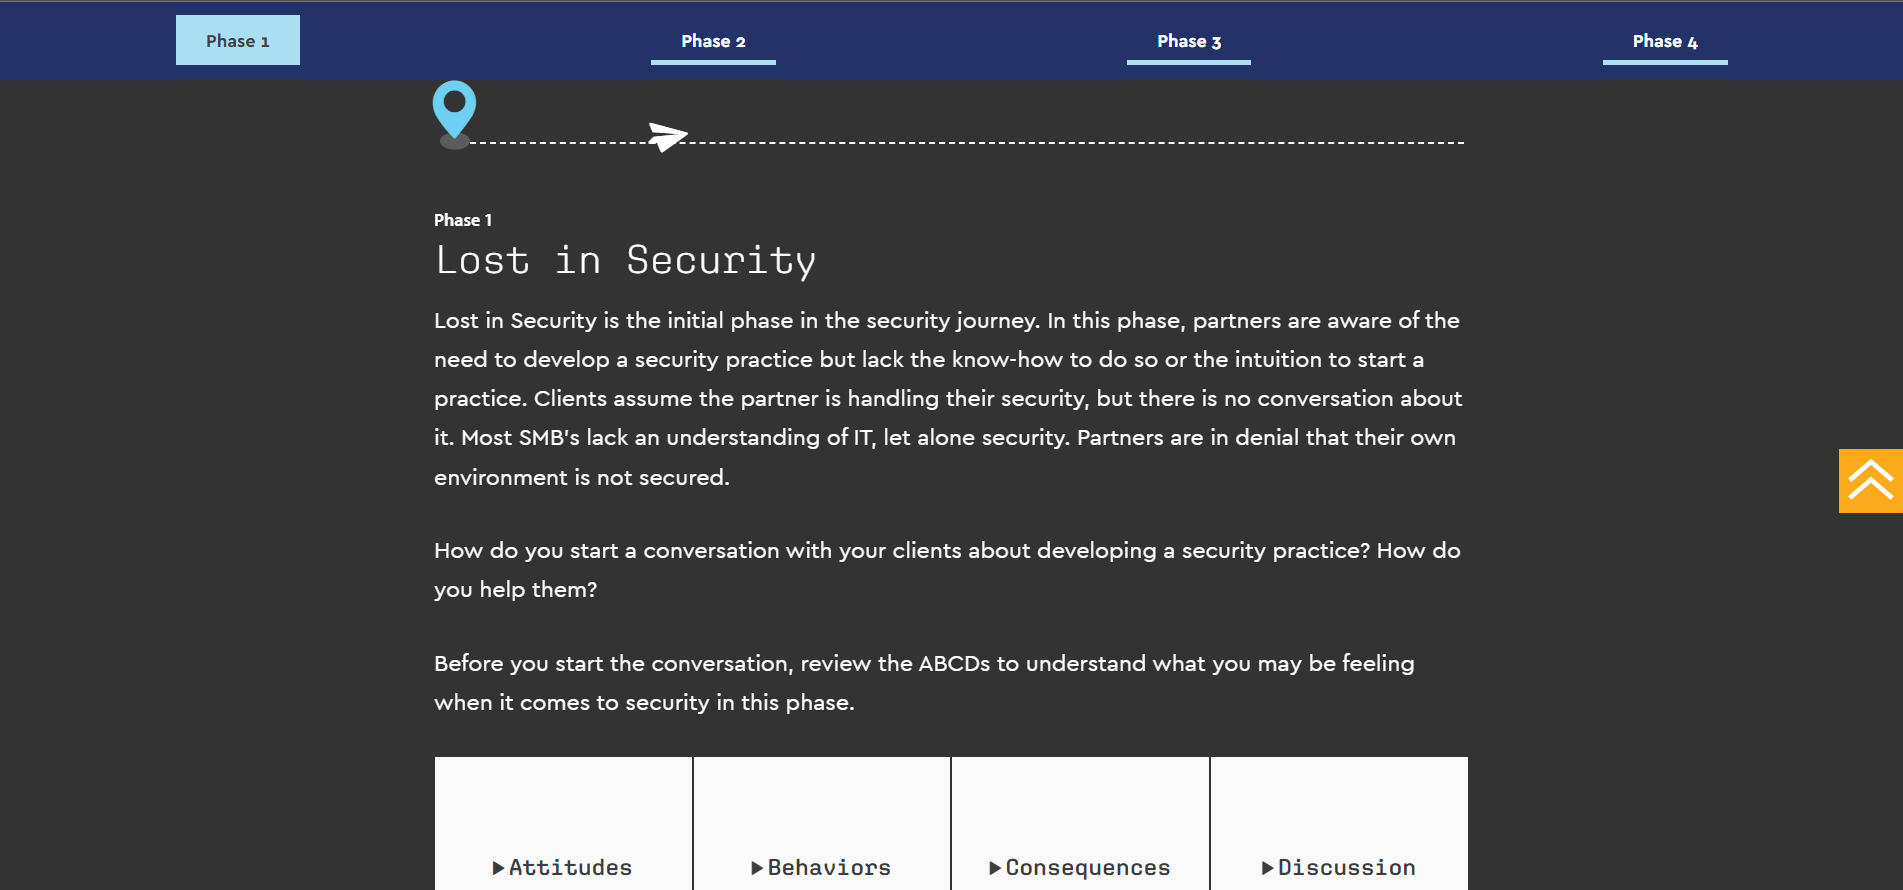 Phase 1
Phase 2
Phase 3
Phase 4
Phase 1
Lost in Security
Lost in Security is the initial phase in the security journey. In this phase, partners are aware of the
need to develop a security practice but lack the know-how to do so or the intuition to start a
practice. Clients assume the partner is handling their security, but there is no conversation about
it. Most SMB's lack an understanding of IT, let alone security. Partners are in denial that their own
environment is not secured.
How do you start a conversation with your clients about developing a security practice? How do
you help them?
Before you start the conversation, review the ABCDs to understand what you may be feeling
when it comes to security in this phase.
Attitudes
Behaviors
Consequences
Discussion